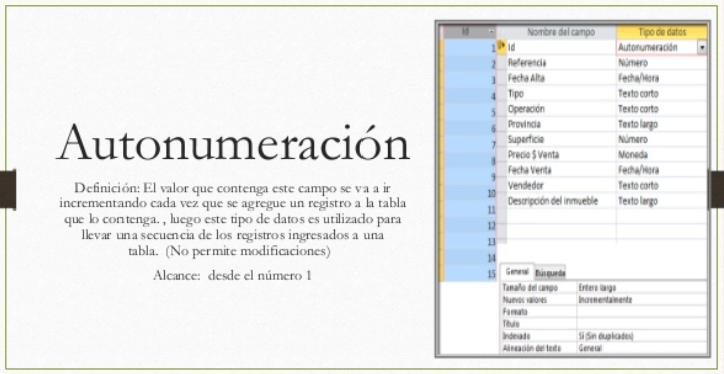 Autonumeración
Definición: El valor que contenga este campo se va a ir
incrementando cada vez que se agregue un registro a la tabla
que lo contenga. , luego este tipo de datos es utilizado para
llevar una secuencia de los registros ingresados a una
tabla. (No permite modificaciones)
Alcance: desde el número 1
Id
1
2
3
4
5
6
7
8
9
10
11
12
13
14
15
Nombre del campo Tipo de datos
Id Autonumeración
Referencia Número
Fecha Alta Fecha/Hora
Tipo Texto corto
Operación Texto corto
Provincia Texto largo
Superficie Número
Precio $ Venta Moneda
Fecha Venta Fecha/Hora
Vendedor Texto corto
Descripción del inmueble Texto largo
General Búsqueda
Tamaño del campo Entero largo
Nuevos valores Incrementalmente
Formato
Título
Indexado Sí (Sin duplicados)
Alineación del texto General